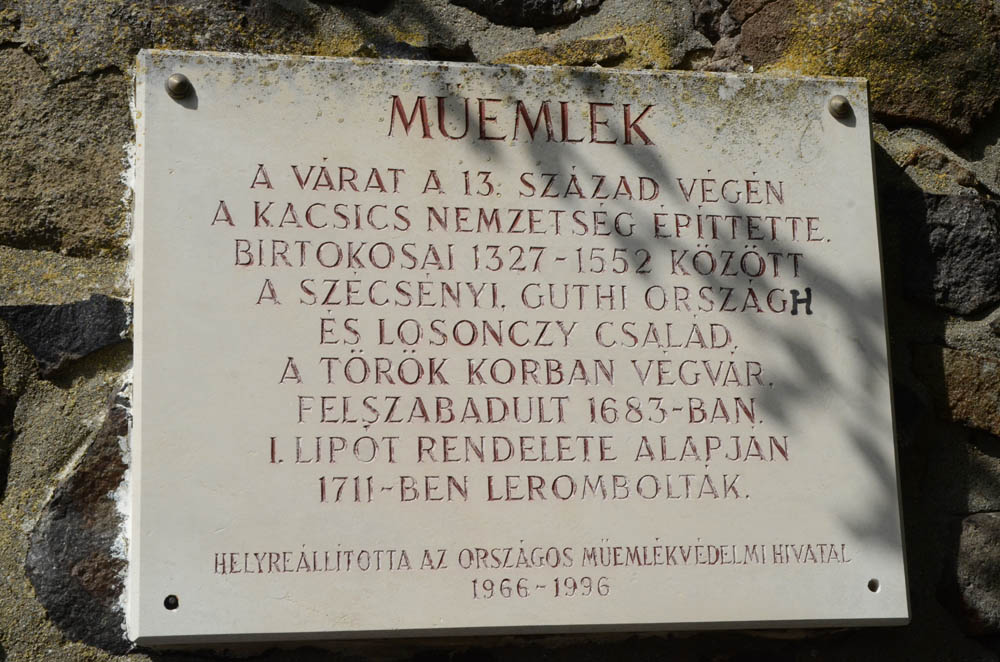 MŰEMLÉK
A VÁRAT A 13. SZÁZAD VÉGÉN
A KACSICS NEMZETSÉG ÉPÍTTETTE.
BIRTOKOSAI 1327-1552 KÖZÖTT
A SZÉCSÉNYI, GUTHI ORSZÁGH
ÉS LOSONCZY CSALÁD.
A TÖRÖK KORBAN VÉGVÁR,
FELSZABADULT 1683-BAN.
I. LIPÓT RENDELETE ALAPJÁN
1711-BEN LEROMBOLTÁK.
HELYREÁLLÍTOTTA AZ ORSZÁGOS MŰEMLÉKVÉDELMI HIVATAL
1966-1996